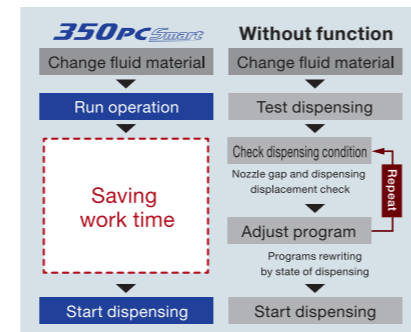 350PC Smart
Change fluid material
Run operation
Saving
work time
Start dispensing
Without function
Change fluid material
Test dispensing
Check dispensing condition
Nozzle gap and dispensing
displacement check
Repeat
Adjust program
Programs rewriting
by state of dispensing
Start dispensing